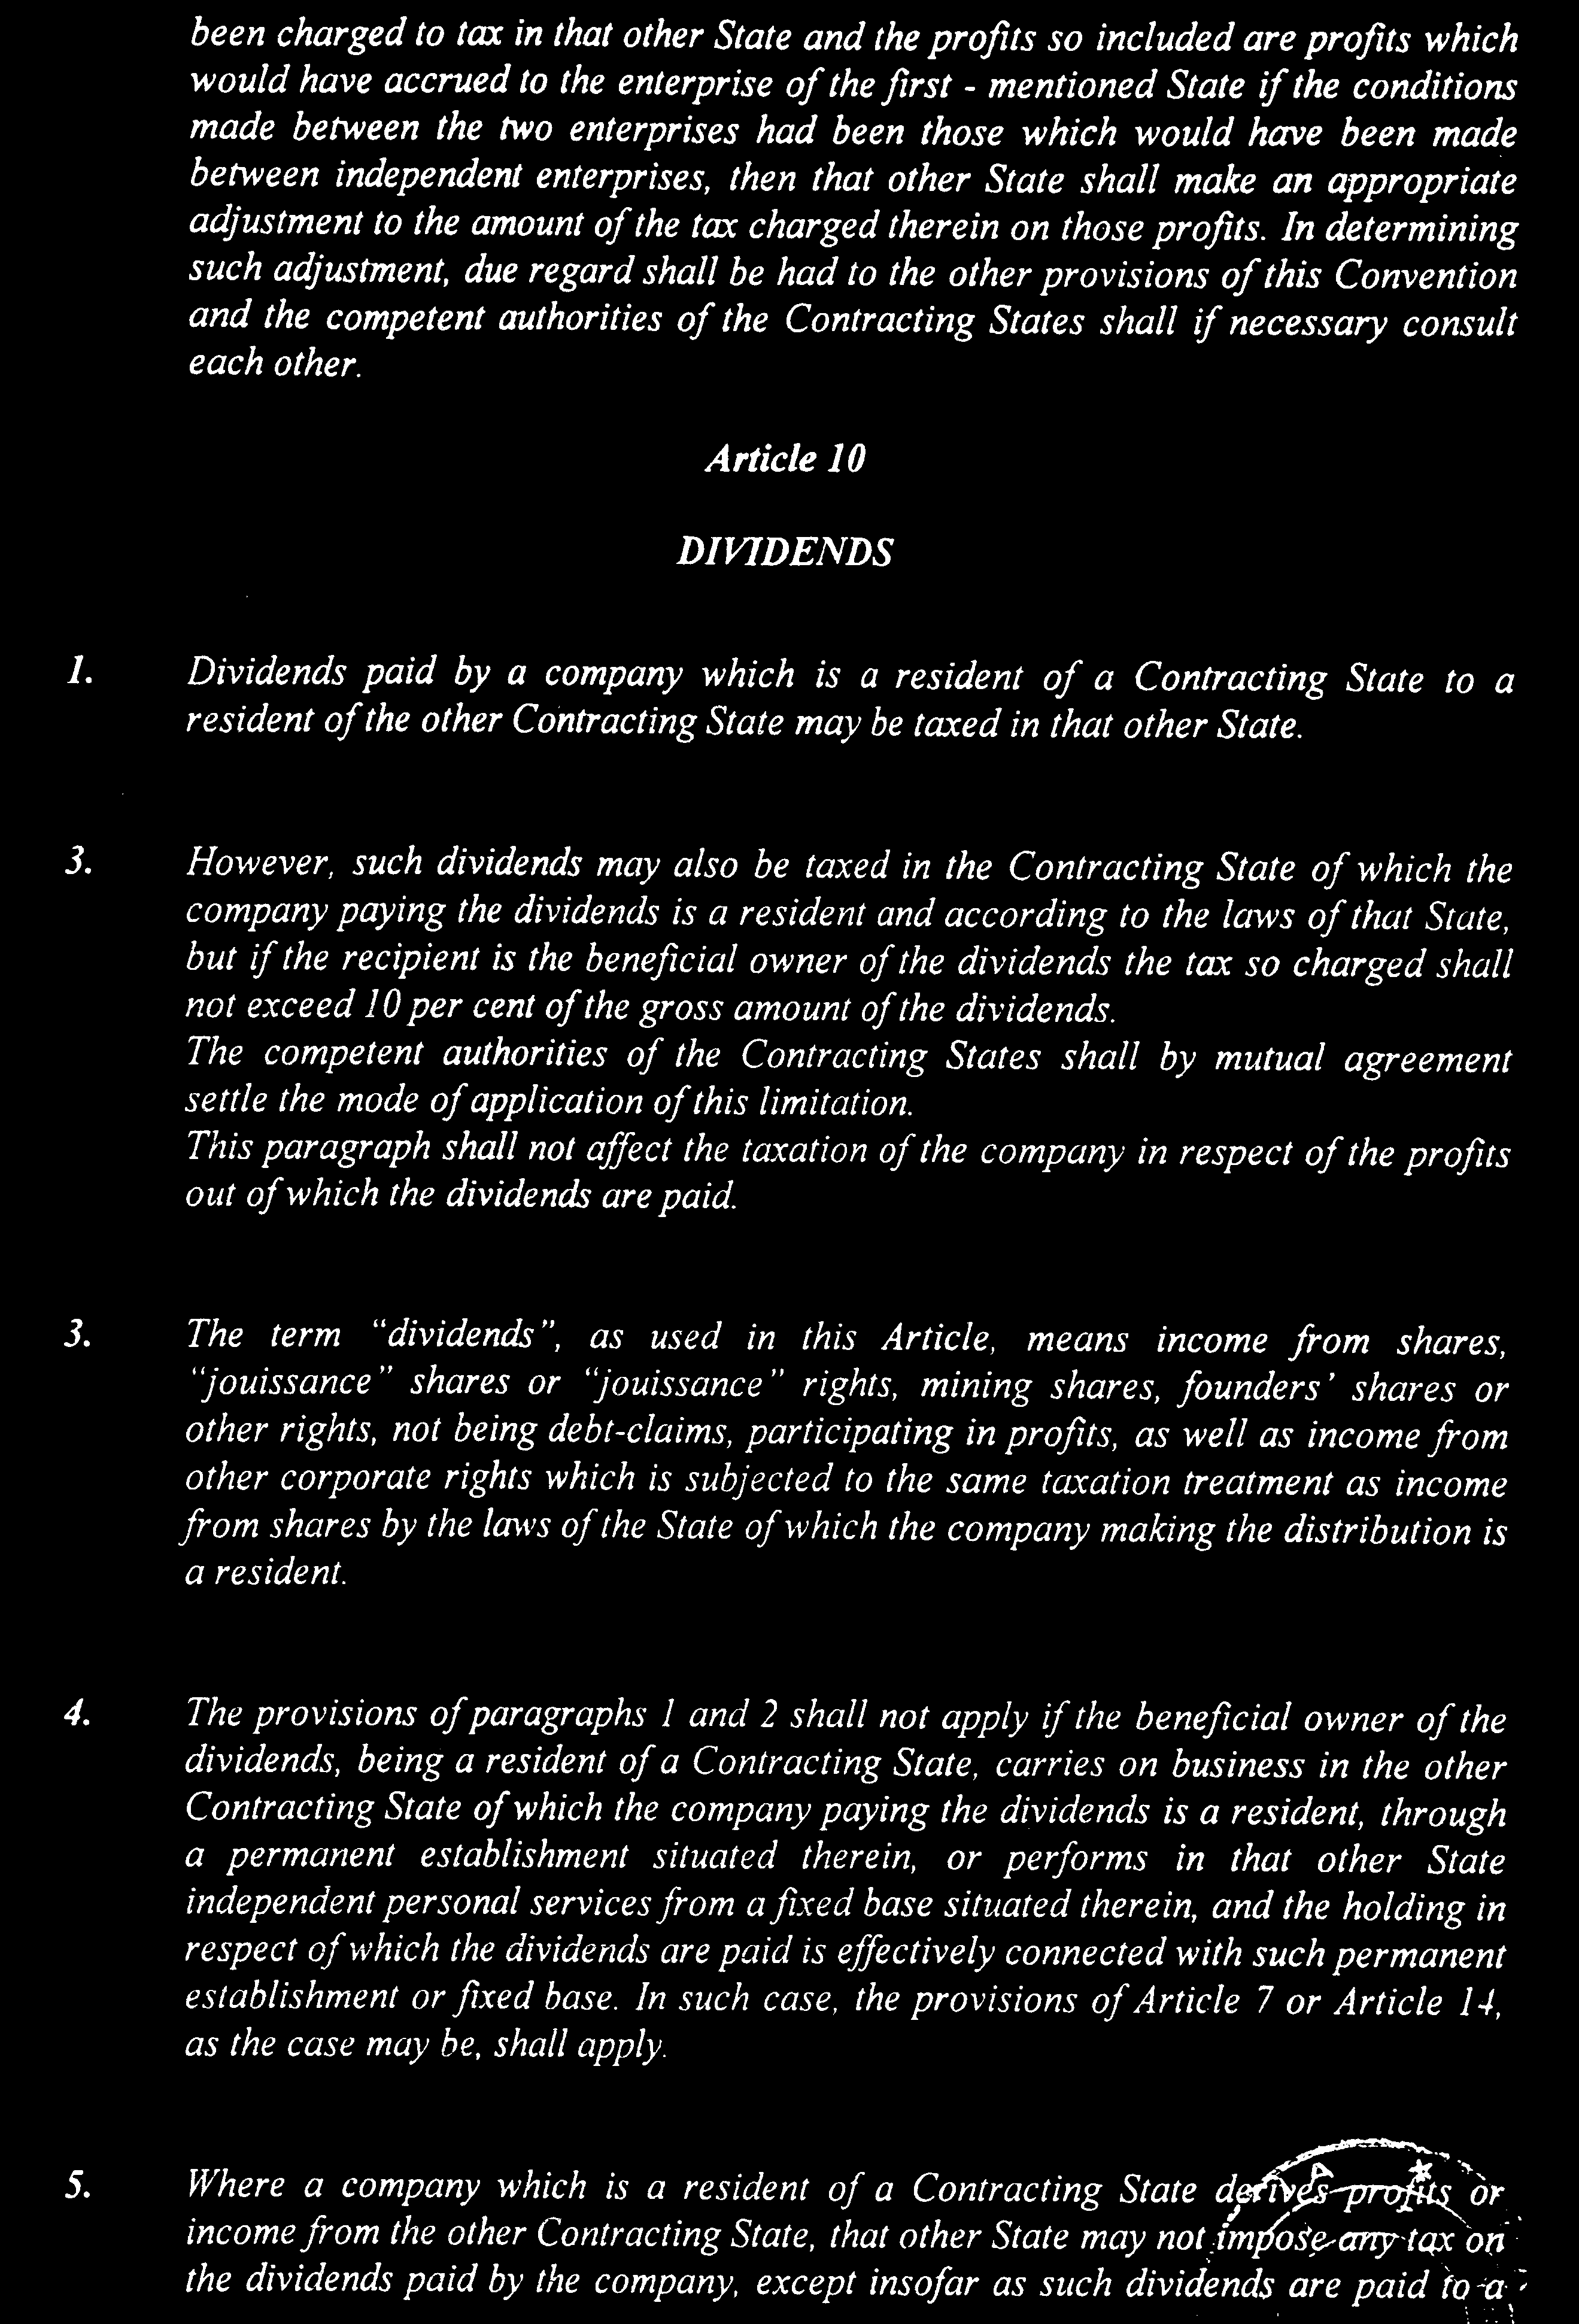 been charged to tax in that other State and the profits so included are profits which
would have accrued to the enterprise of the first - mentioned State if the conditions
made between the two enterprises had been those which would have been made
between independent enterprises, then that other State shall make an appropriate
adjustment to the amount of the tax charged therein on those profits. In determining
such adjustment, due regard shall be had to the other provisions of this Convention
and the competent authorities of the Contracting States shall if necessary consult
each other.
Article 10
DIVIDENDS
1. Dividends paid by a company which is a resident of a Contracting State to a
resident of the other Contracting State may be taxed in that other State.
3. However, such dividends may also be taxed in the Contracting State of which the
company paying the dividends is a resident and according to the laws of that State,
but if the recipient is the beneficial owner of the dividends the tax so charged shall
not exceed 10 per cent of the gross amount of the dividends.
The competent authorities of the Contracting States shall by mutual agreement
settle the mode of application of this limitation.
This paragraph shall not affect the taxation of the company in respect of the profits
out of which the dividends are paid.
3. The term “dividends”, as used in this Article, means income from shares,
“jouissance” shares or “jouissance” rights, mining shares, founders’ shares or
other rights, not being debt-claims, participating in profits, as well as income from
other corporate rights which is subjected to the same taxation treatment as income
from shares by the laws of the State of which the company making the distribution is
a resident.
4. The provisions of paragraphs 1 and 2 shall not apply if the beneficial owner of the
dividends, being a resident of a Contracting State, carries on business in the other
Contracting State of which the company paying the dividends is a resident, through
a permanent establishment situated therein, or performs in that other State
independent personal services from a fixed base situated therein, and the holding in
respect of which the dividends are paid is effectively connected with such permanent
establishment or fixed base. In such case, the provisions of Article 7 or Article 14,
as the case may be, shall apply.
5. Where a company which is a resident of a Contracting State derives profits or
income from the other Contracting State, that other State may not impose any tax on
the dividends paid by the company, except insofar as such dividends are paid to a